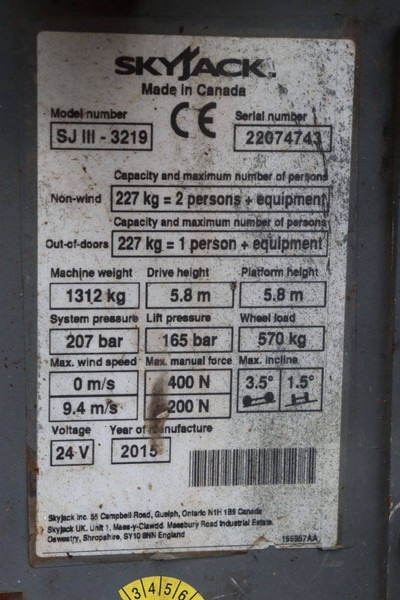 SKYJACK.
Made in Canada
Model number
CE
Serial number
SJ III - 3219
22074743
Capacity and maximum number of persons
Non-wind
227 kg = 2 persons + equipment
Capacity and maximum number of persons
Out-of-doors
227 kg = 1 person + equipment
Machine weight Drive height Platform height
1312 kg 5.8 m 5.8 m
System pressure Lift pressure Wheel load
207 bar 165 bar 570 kg
Max. wind speed Max. manual force Max. incline
0 m/s 400 N 3.5° 1.5°
9.4 m/s 200 N
Voltage Year of manufacture
24 V 2015
Skyjack Inc. 55 Campbell Road, Guelph, Ontario N1H 1B9 Canada
Skyjack UK. Unit 1, Maes-y-Clawdd. Maesbury Road Industrial Estate.
Oswestry, Shropshire, SY10 8NN England
3 4 5 6